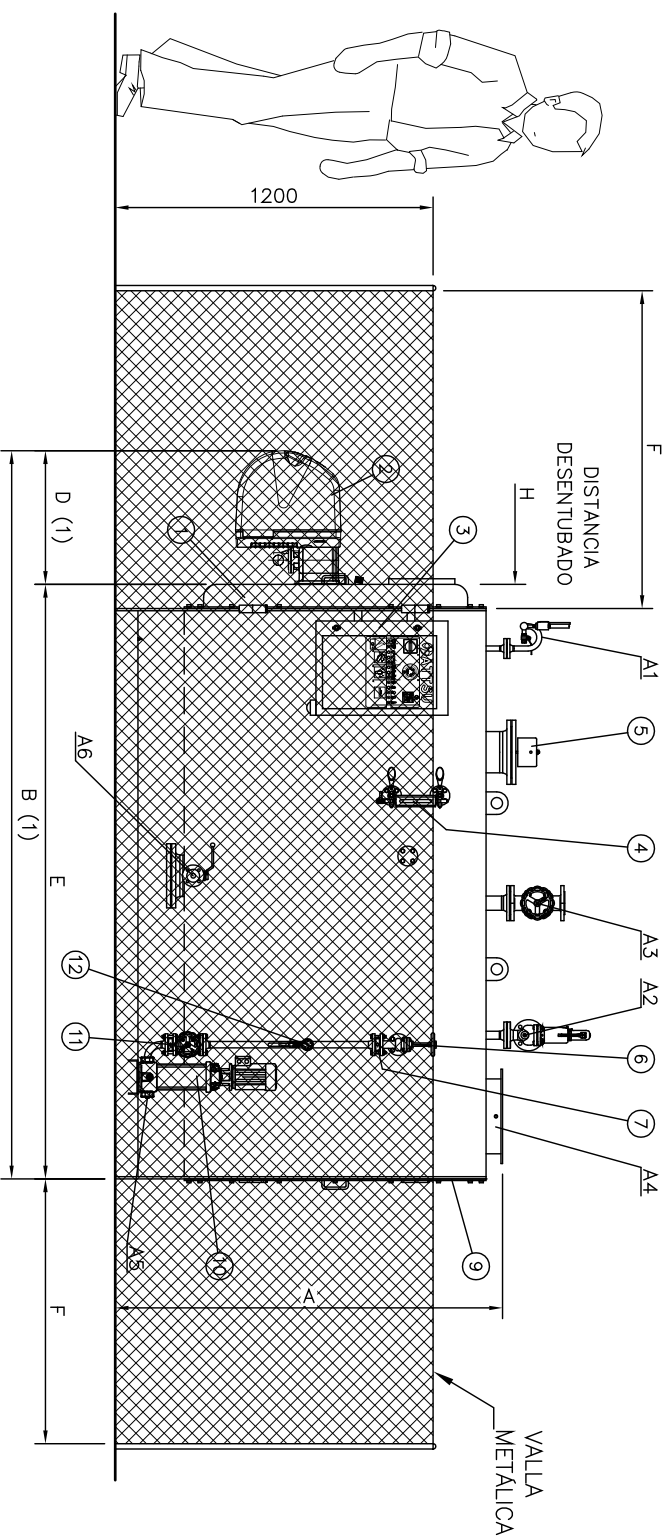 1200
F
DISTANCIA
DESENTUBADO
H
D (1)
B (1)
E
F
A
VALLA
METÁLICA
A1
5
4
A3
A2
6
7
A4
9
2
3
1
A6
12
11
10
A5
ATTSU